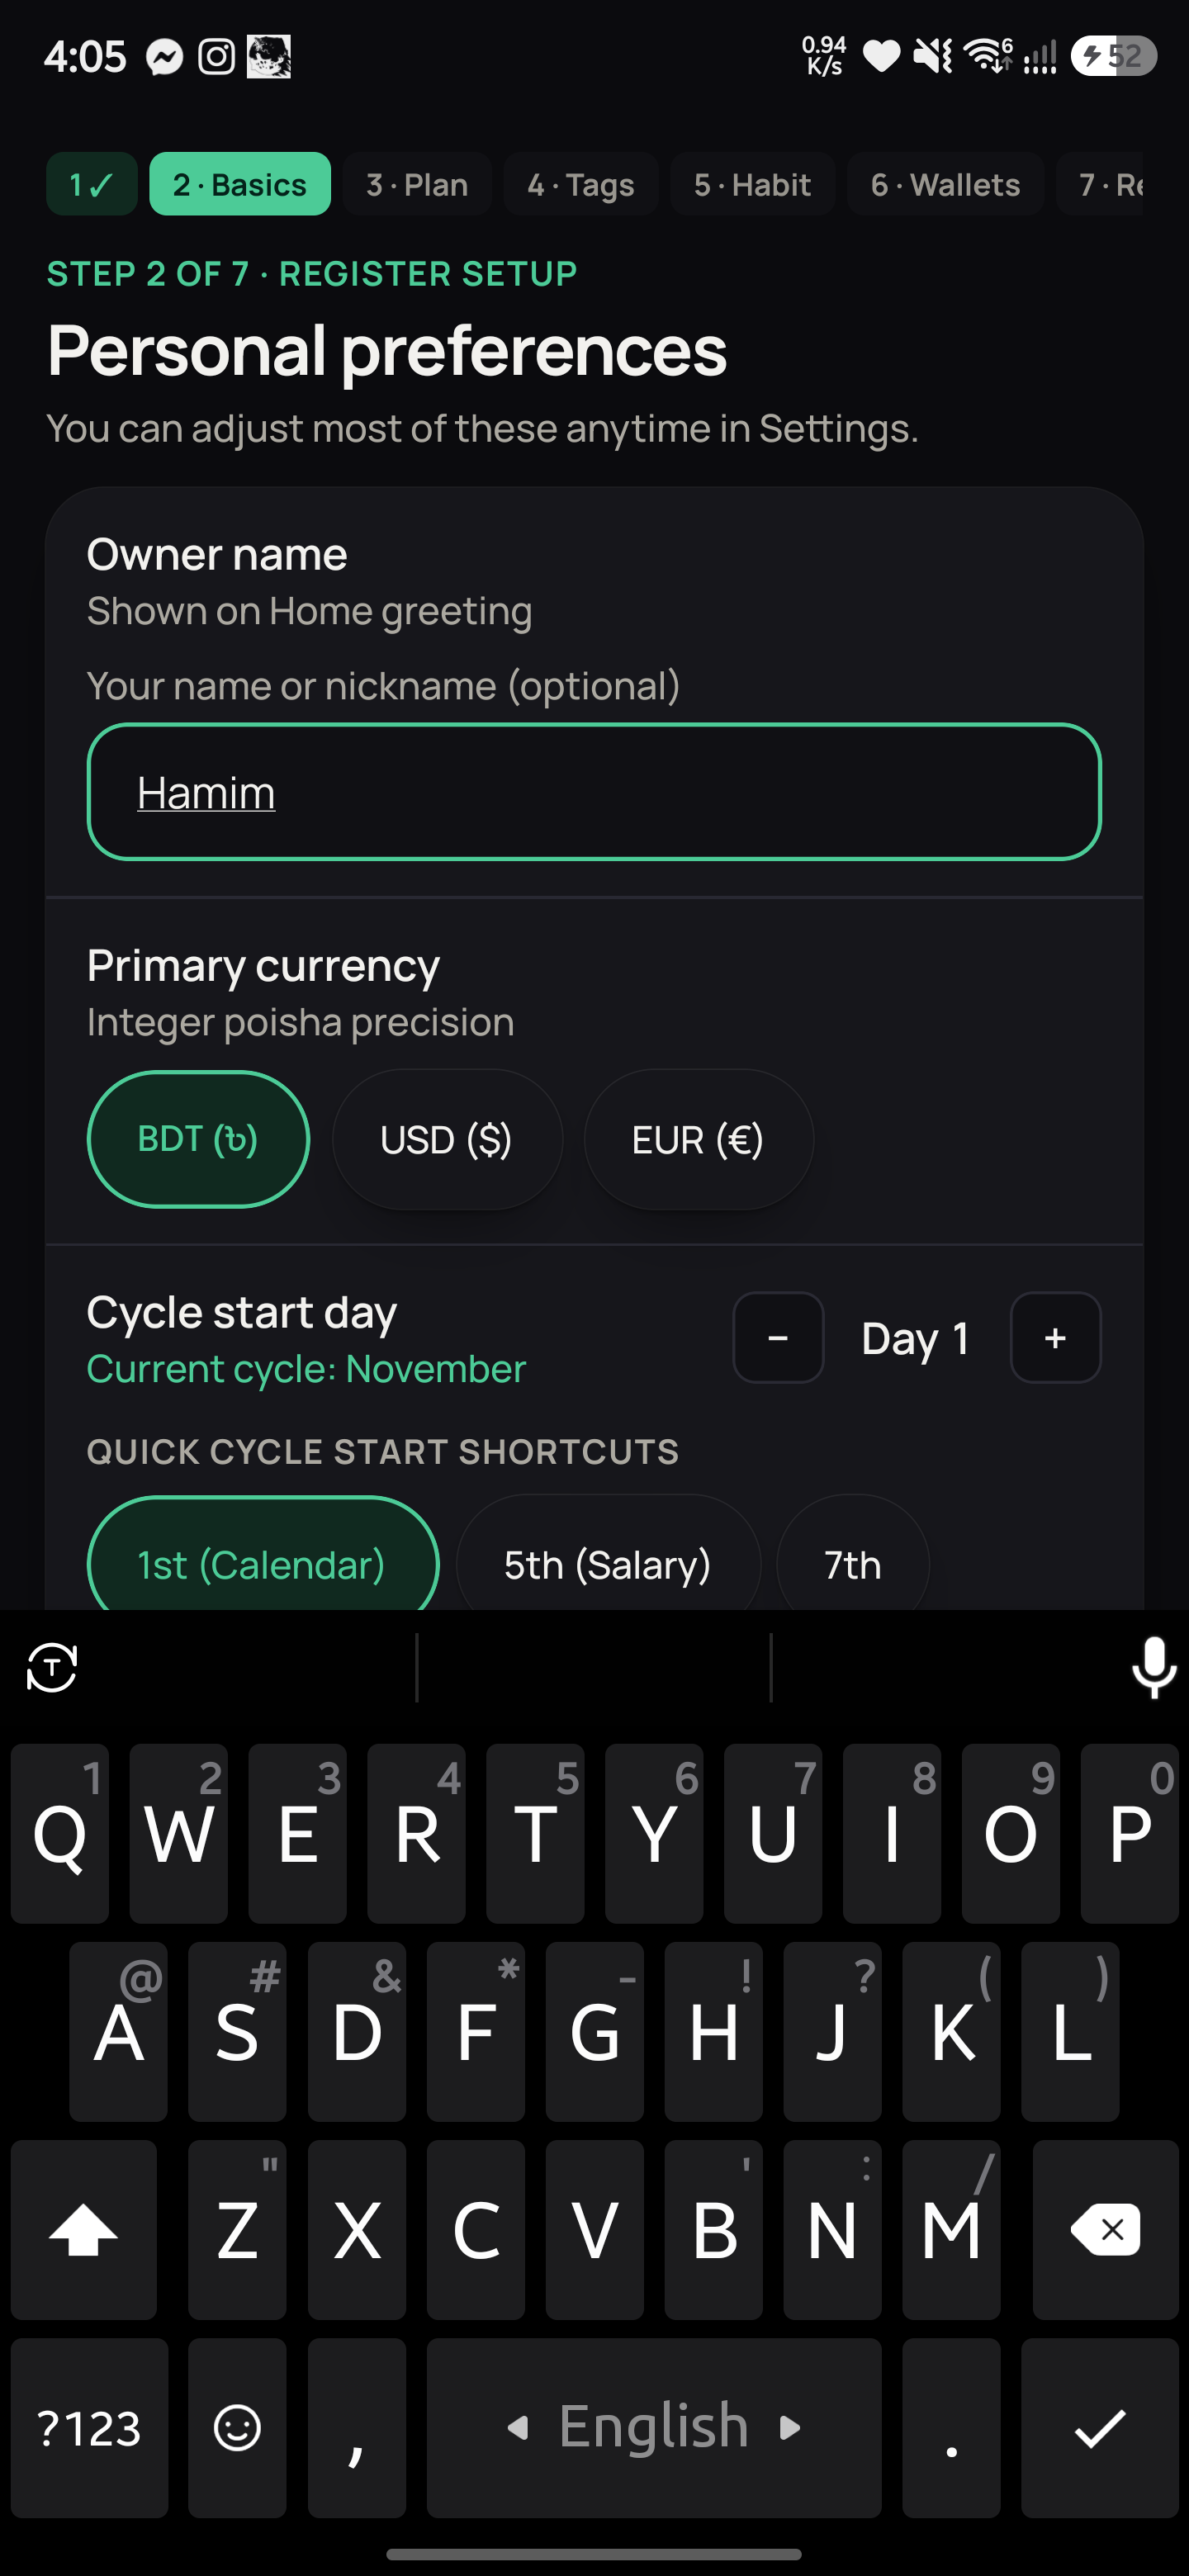 4:05 0.94 K/s 6 52
1 ✓ 2 · Basics 3 · Plan 4 · Tags 5 · Habit 6 · Wallets 7 · Re
STEP 2 OF 7 · REGISTER SETUP
Personal preferences
You can adjust most of these anytime in Settings.
Owner name
Shown on Home greeting
Your name or nickname (optional)
Hamim
Primary currency
Integer poisha precision
BDT (৳) USD ($) EUR (€)
Cycle start day
Current cycle: November
− Day 1 +
QUICK CYCLE START SHORTCUTS
1st (Calendar) 5th (Salary) 7th
T
1 2 3 4 5 6 7 8 9 0
Q W E R T Y U I O P
@ # & * - ! ? ( )
A S D F G H J K L
" ' : /
Z X C V B N M
?123 , English .